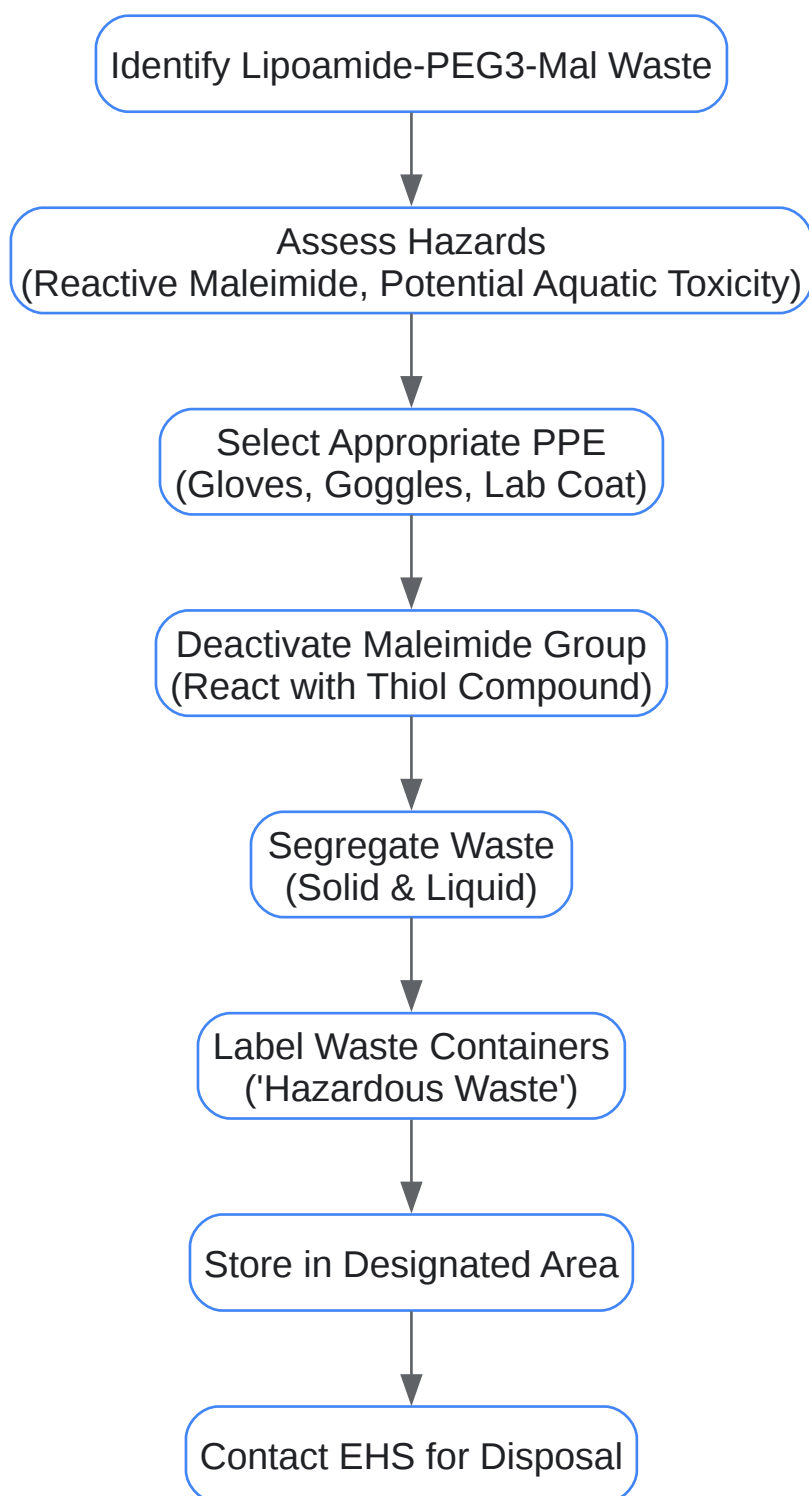 Identify Lipoamide-PEG3-Mal Waste
Assess Hazards
(Reactive Maleimide, Potential Aquatic Toxicity)
Select Appropriate PPE
(Gloves, Goggles, Lab Coat)
Deactivate Maleimide Group
(React with Thiol Compound)
Segregate Waste
(Solid & Liquid)
Label Waste Containers
('Hazardous Waste')
Store in Designated Area
Contact EHS for Disposal